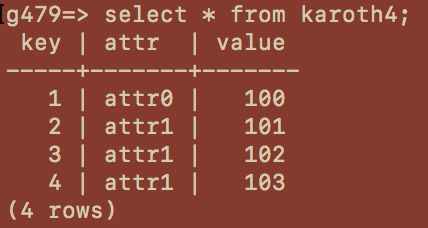 g479=> select * from karoth4;
 key | attr  | value
-----+-------+-------
   1 | attr0 |   100
   2 | attr1 |   101
   3 | attr1 |   102
   4 | attr1 |   103
(4 rows)